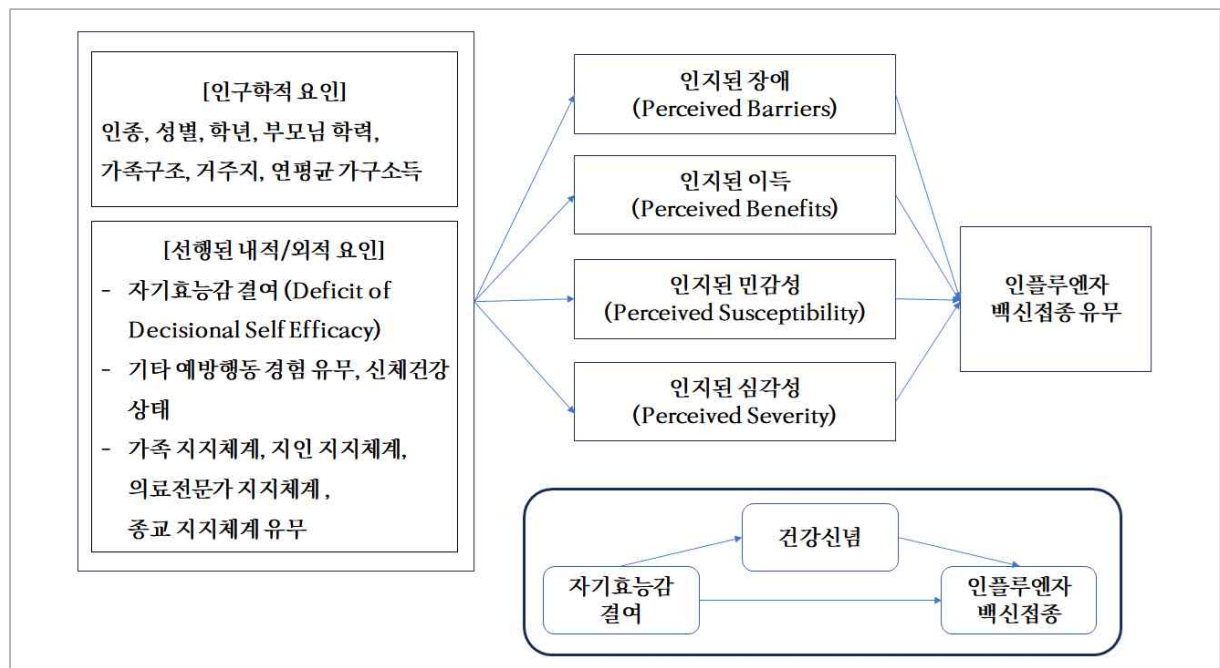 [인구학적 요인]
인종, 성별, 학년, 부모님 학력,
가족구조, 거주지, 연평균 가구소득
[선행된 내적/외적 요인]
- 자기효능감 결여 (Deficit of
Decisional Self Efficacy)
- 기타 예방행동 경험 유무, 신체건강
상태
- 가족 지지체계, 지인 지지체계,
의료전문가 지지체계 ,
종교 지지체계 유무
인지된 장애
(Perceived Barriers)
인지된 이득
(Perceived Benefits)
인지된 민감성
(Perceived Susceptibility)
인지된 심각성
(Perceived Severity)
인플루엔자
백신접종 유무
건강신념
자기효능감
결여
인플루엔자
백신접종